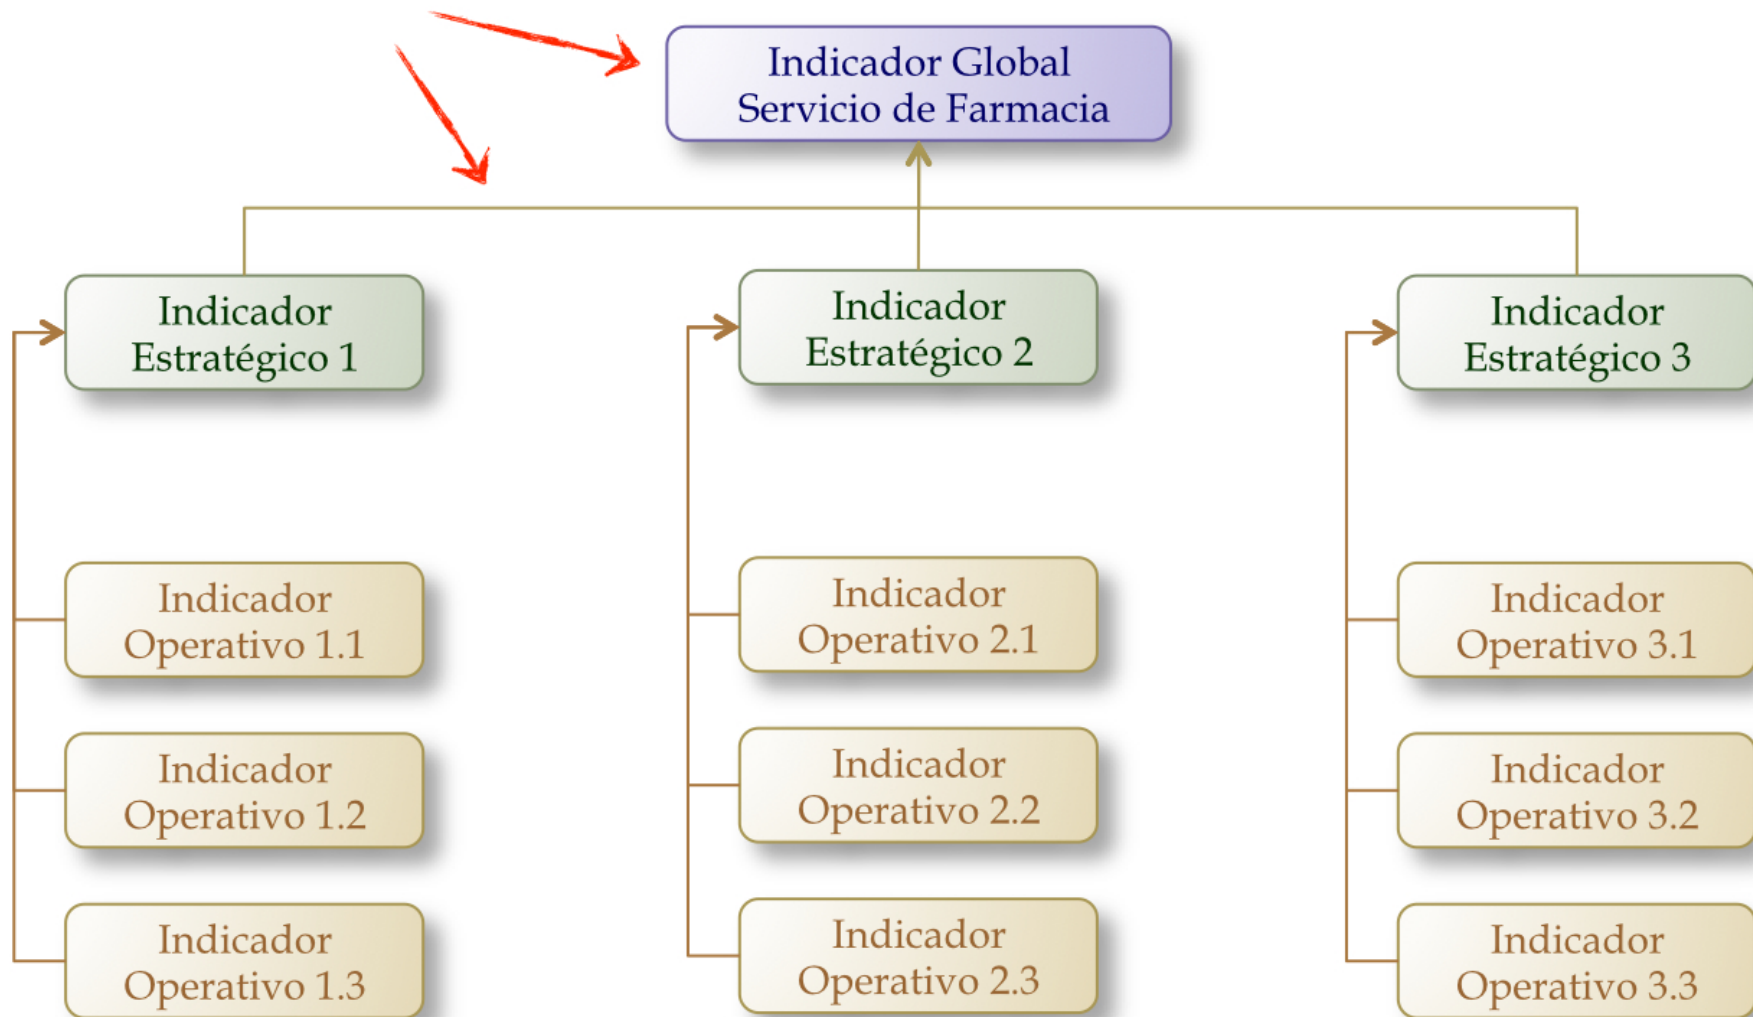 Indicador Global
Servicio de Farmacia
Indicador
Estratégico 1
Indicador
Estratégico 2
Indicador
Estratégico 3
Indicador
Operativo 1.1
Indicador
Operativo 2.1
Indicador
Operativo 3.1
Indicador
Operativo 1.2
Indicador
Operativo 2.2
Indicador
Operativo 3.2
Indicador
Operativo 1.3
Indicador
Operativo 2.3
Indicador
Operativo 3.3